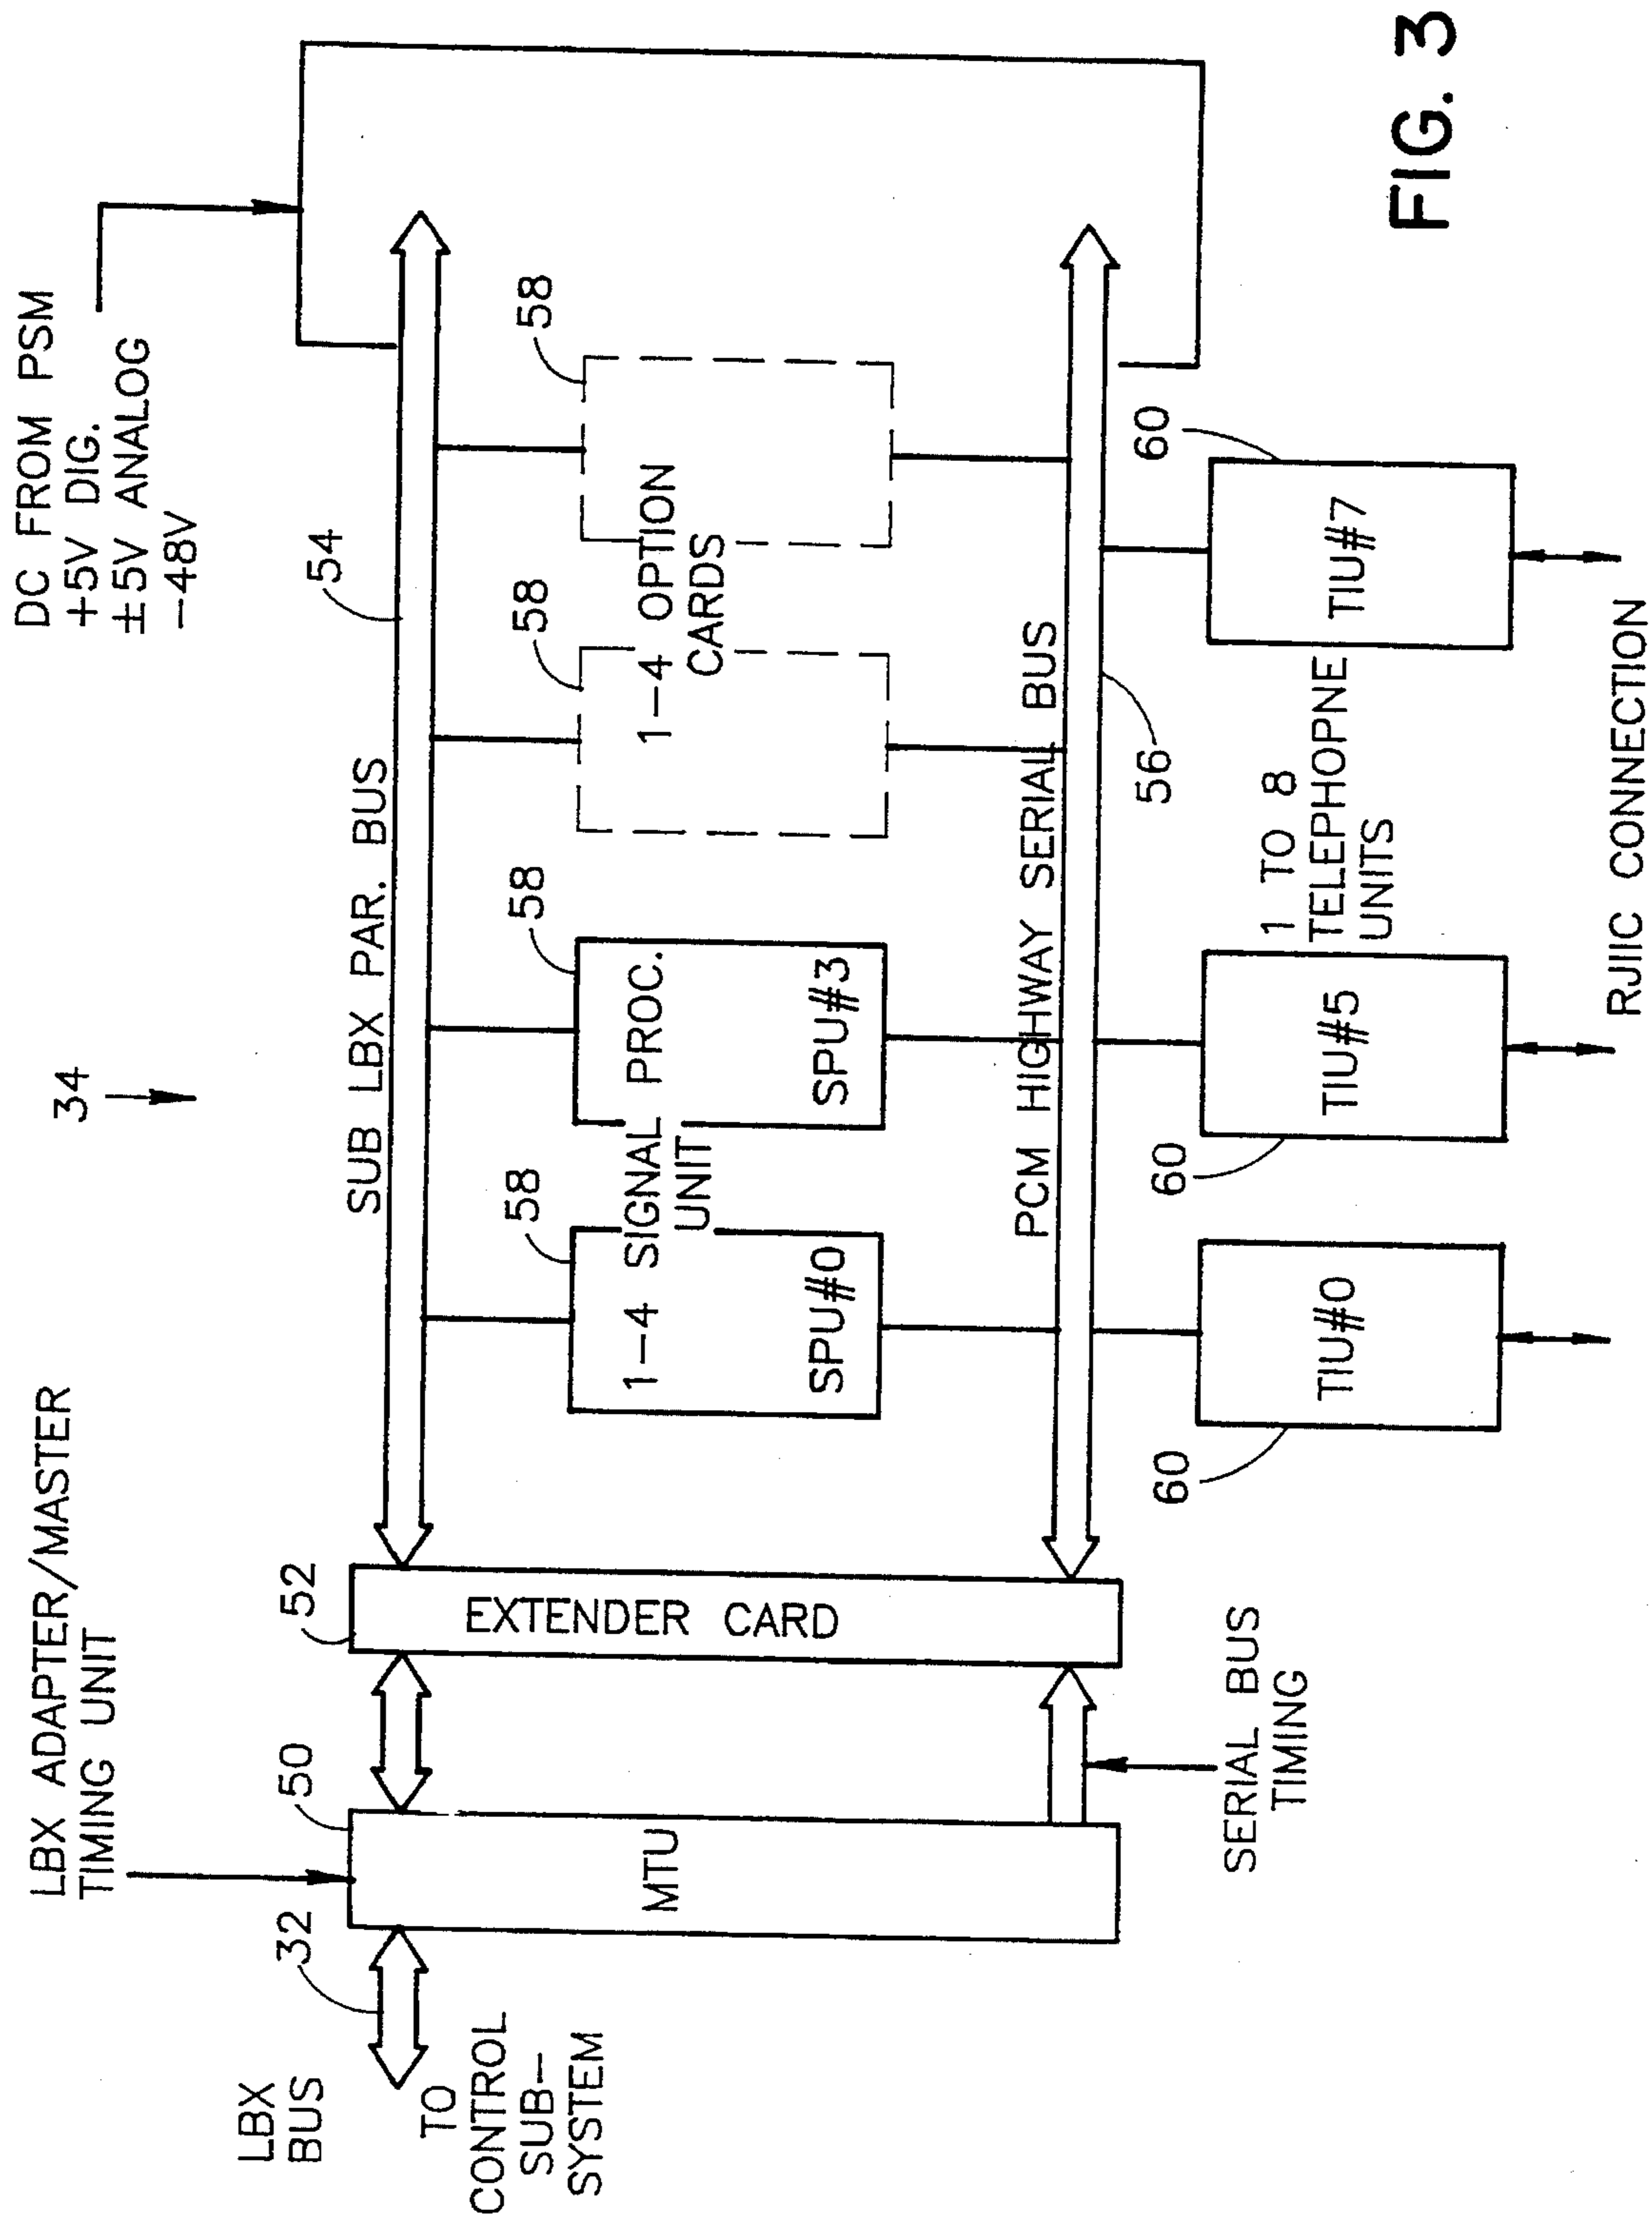 LBX ADAPTER/MASTER
TIMING UNIT
34
DC FROM PSM
+5V DIG.
±5V ANALOG
−48V
LBX
BUS
32
50
52
SUB LBX PAR. BUS
54
TO
CONTROL
SUB−
SYSTEM
MTU
EXTENDER CARD
58
58
58
58
1−4 SIGNAL PROC.
UNIT
SPU#0
SPU#3
1−4 OPTION
CARDS
PCM HIGHWAY SERIAL BUS
56
SERIAL BUS
TIMING
60
60
60
TIU#0
TIU#5
1 TO 8
TELEPHOPNE
UNITS
TIU#7
RJIIC CONNECTION
FIG. 3